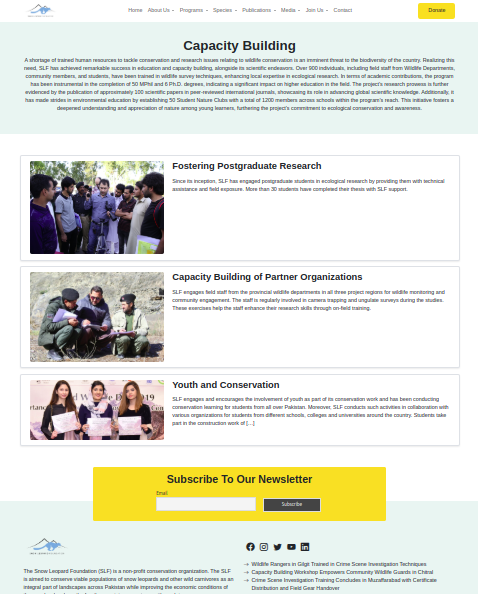 Home About Us Programs Species Publications Media Join Us Contact Donate
Capacity Building
A shortage of trained human resources to tackle conservation and research issues relating to wildlife conservation is an imminent threat to the biodiversity of the country. Realizing this
need, SLF has achieved remarkable success in education and capacity building, alongside its scientific endeavors. Over 900 individuals, including field staff from Wildlife Departments,
community members, and students, have been trained in wildlife survey techniques, enhancing local expertise in ecological research. In terms of academic contributions, the program
has been instrumental in the completion of 50 MPhil and 6 Ph.D. degrees, indicating a significant impact on higher education in the field. The project's research prowess is further
evidenced by the publication of approximately 100 scientific papers in peer-reviewed international journals, showcasing its role in advancing global scientific knowledge. Additionally, it
has made strides in environmental education by establishing 50 Student Nature Clubs with a total of 1200 members across schools within the program's reach. This initiative fosters a
deepened understanding and appreciation of nature among young learners, furthering the project's commitment to ecological conservation and awareness.
Fostering Postgraduate Research
Since its inception, SLF has engaged postgraduate students in ecological research by providing them with technical
assistance and field exposure. More than 30 students have completed their thesis with SLF support.
Capacity Building of Partner Organizations
SLF engages field staff from the provincial wildlife departments in all three project regions for wildlife monitoring and
community engagement. The staff is regularly involved in camera trapping and ungulate surveys during the studies.
These exercises help the staff enhance their research skills through on-field training.
Youth and Conservation
SLF engages and encourages the involvement of youth as part of its conservation work and has been conducting
conservation learning for students from all over Pakistan. Moreover, SLF conducts such activities in collaboration with
various organizations for students from different schools, colleges and universities around the country. Students take
part in the construction work of [...]
Subscribe To Our Newsletter
Email
Subscribe
The Snow Leopard Foundation (SLF) is a non-profit conservation organization. The SLF
is aimed to conserve viable populations of snow leopards and other wild carnivores as an
integral part of landscapes across Pakistan while improving the economic conditions of
Wildlife Rangers in Gilgit Trained in Crime Scene Investigation Techniques
Capacity Building Workshop Empowers Community Wildlife Guards in Chitral
Crime Scene Investigation Training Concludes in Muzaffarabad with Certificate
Distribution and Field Gear Handover